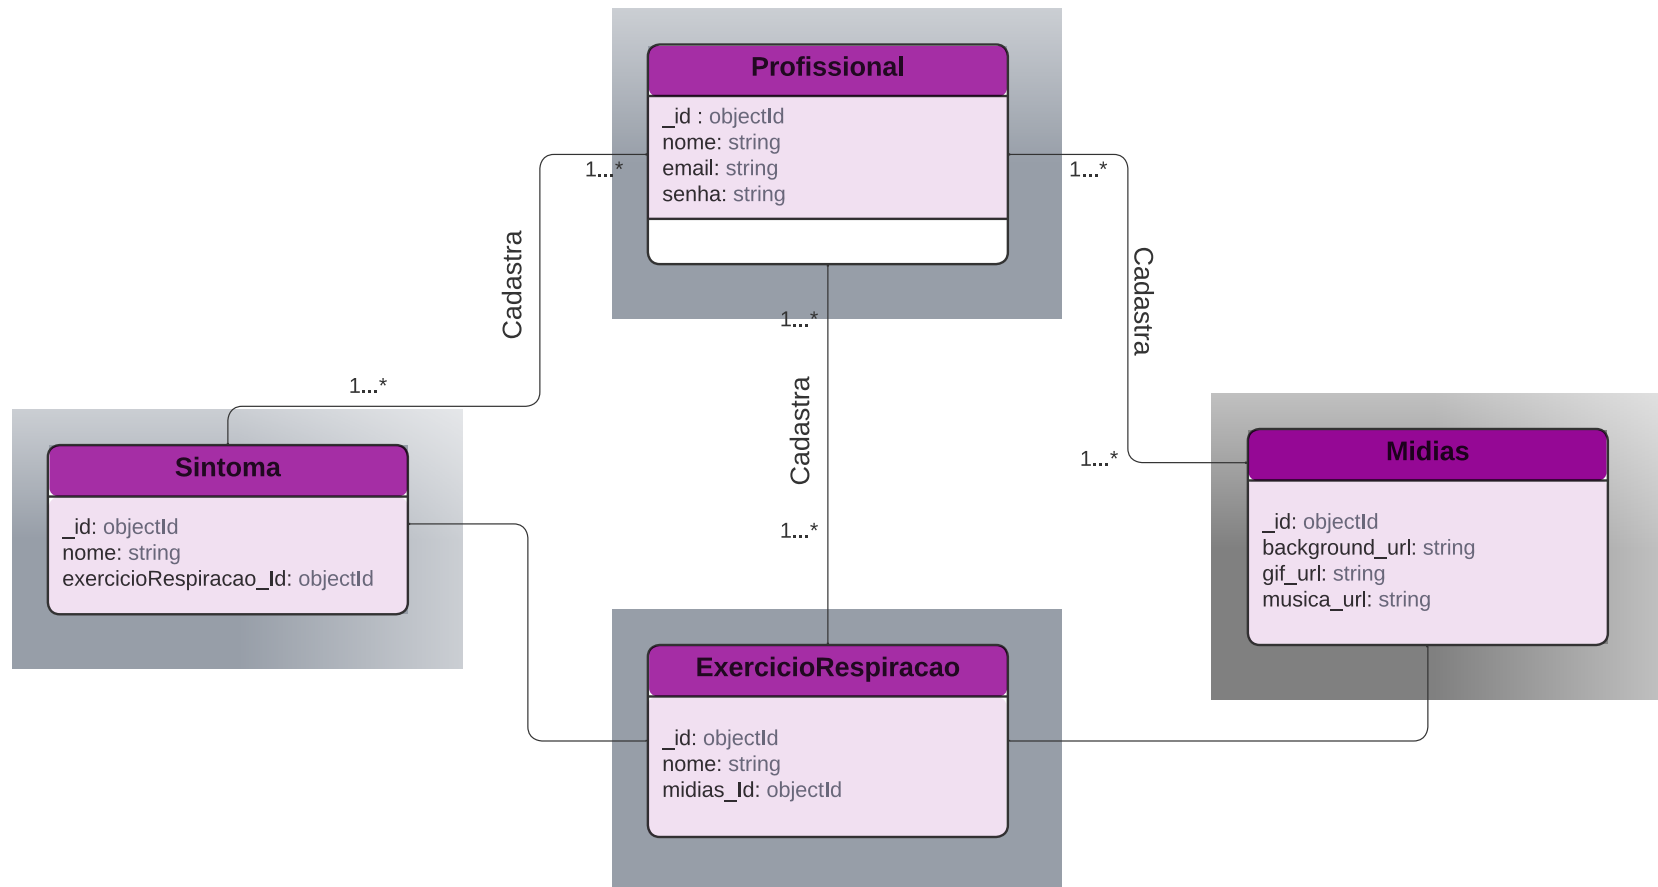 Profissional
_id : objectId
nome: string
email: string
senha: string
1...*
1...*
Cadastra
Cadastra
1...*
1...*
Cadastra
1...*
1...*
Sintoma
_id: objectId
nome: string
exercicioRespiracao_Id: objectId
Midias
_id: objectId
background_url: string
gif_url: string
musica_url: string
ExercicioRespiracao
_id: objectId
nome: string
midias_Id: objectId